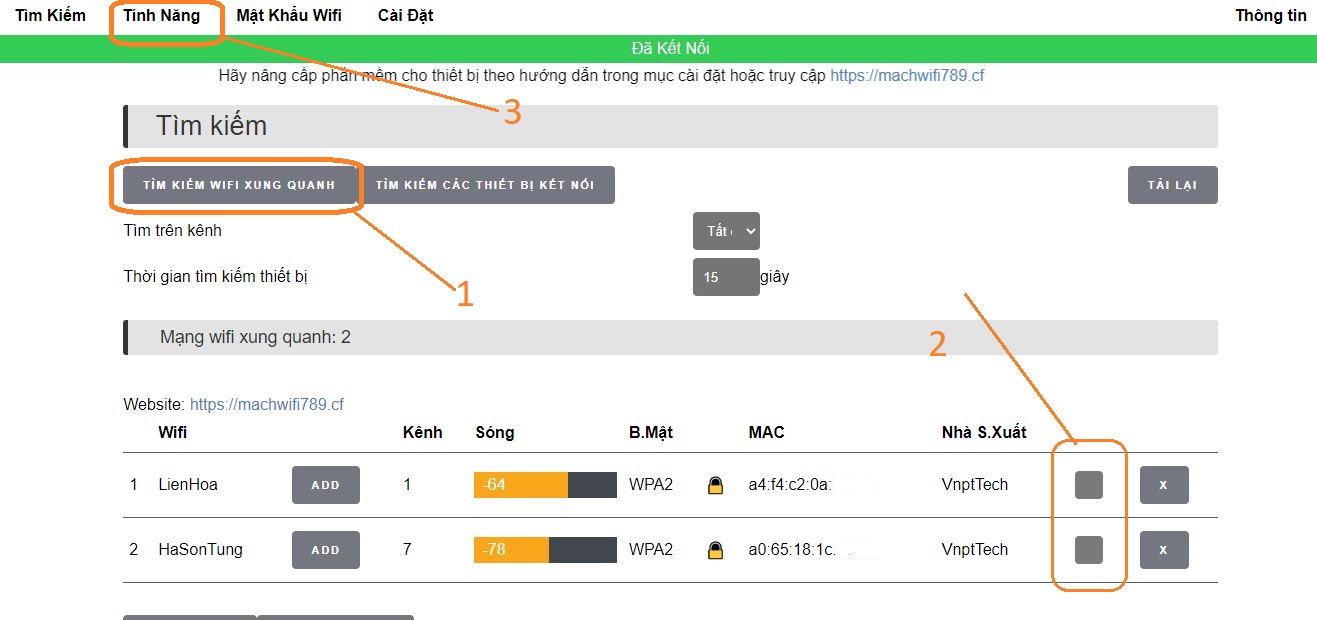 Tìm Kiếm Tính Năng Mật Khẩu Wifi Cài Đặt Thông tin
Đã Kết Nối
Hãy nâng cấp phần mềm cho thiết bị theo hướng dẫn trong mục cài đặt hoặc truy cập https://machwifi789.cf
3
Tìm kiếm
TÌM KIẾM WIFI XUNG QUANH TÌM KIẾM CÁC THIẾT BỊ KẾT NỐI TẢI LẠI
Tìm trên kênh Tất
Thời gian tìm kiếm thiết bị 15 giây
1
Mạng wifi xung quanh: 2
2
Website: https://machwifi789.cf
Wifi Kênh Sóng B.Mật MAC Nhà S.Xuất
1 LienHoa ADD 1 -64 WPA2 a4:f4:c2:0a: VnptTech X
2 HaSonTung ADD 7 -78 WPA2 a0:65:18:1c. VnptTech X